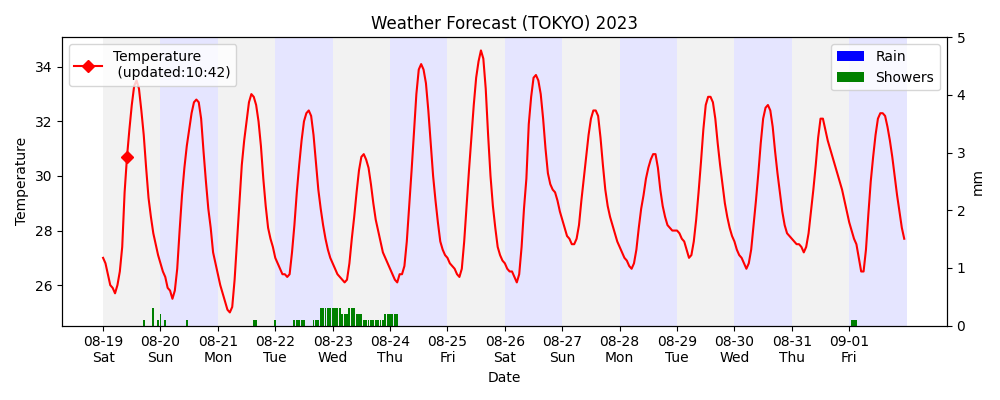 Weather Forecast (TOKYO) 2023
Temperature
(updated:10:42)
Rain
Showers
34
32
30
28
26
Temperature
5
4
3
2
1
0
mm
08-19 08-20 08-21 08-22 08-23 08-24 08-25 08-26 08-27 08-28 08-29 08-30 08-31 09-01
Sat Sun Mon Tue Wed Thu Fri Sat Sun Mon Tue Wed Thu Fri
Date